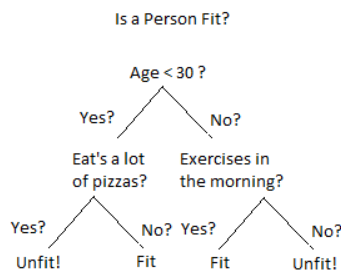 Is a Person Fit?
Age < 30 ?
Yes?
No?
Eat's a lot
of pizzas?
Exercises in
the morning?
Yes?
No?
Yes?
No?
Unfit!
Fit
Fit
Unfit!